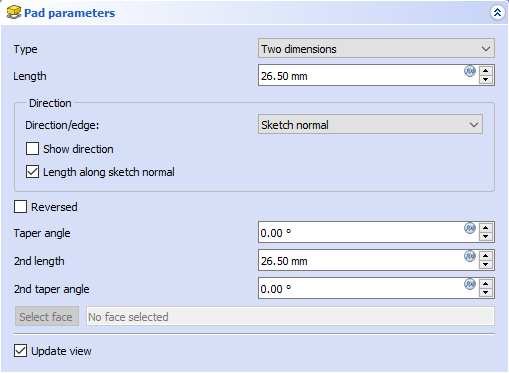 Pad parameters
Type Two dimensions
Length 26.50 mm
Direction
Direction/edge: Sketch normal
Show direction
Length along sketch normal
Reversed
Taper angle 0.00 °
2nd length 26.50 mm
2nd taper angle 0.00 °
Select face No face selected
Update view